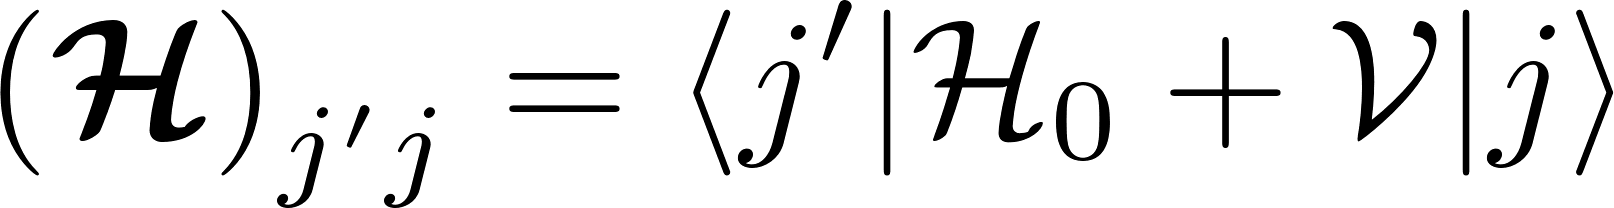 (𝓗)_{j′j} = ⟨j′|ℋ₀ + 𝒱|j⟩